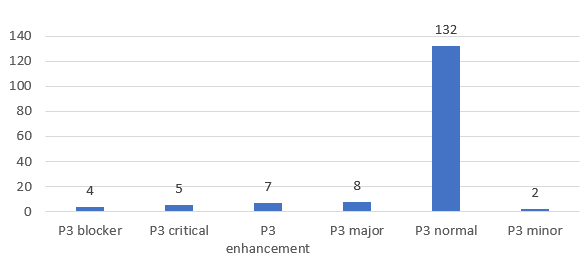 140
132
120
100
80
60
40
20
0
4
5
7
8
2
P3 blocker
P3 critical
P3
enhancement
P3 major
P3 normal
P3 minor